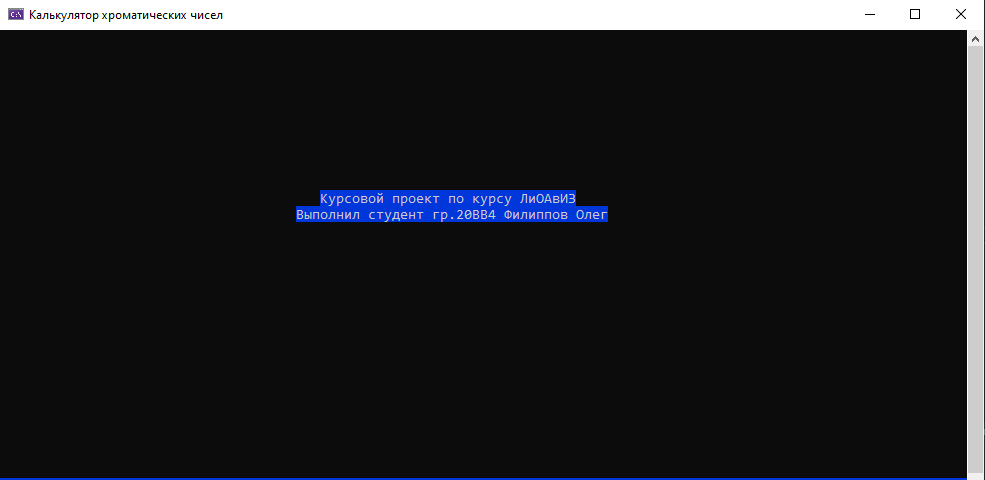 Калькулятор хроматических чисел
Курсовой проект по курсу ЛиОАвИЗ
Выполнил студент гр.20ВВ4 Филиппов Олег